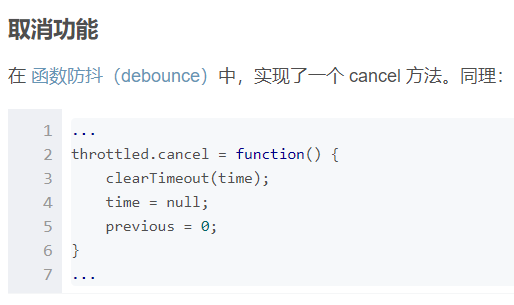 取消功能
在 函数防抖（debounce）中，实现了一个 cancel 方法。同理：
1 ...
2 throttled.cancel = function() {
3     clearTimeout(time);
4     time = null;
5     previous = 0;
6 }
7 ...